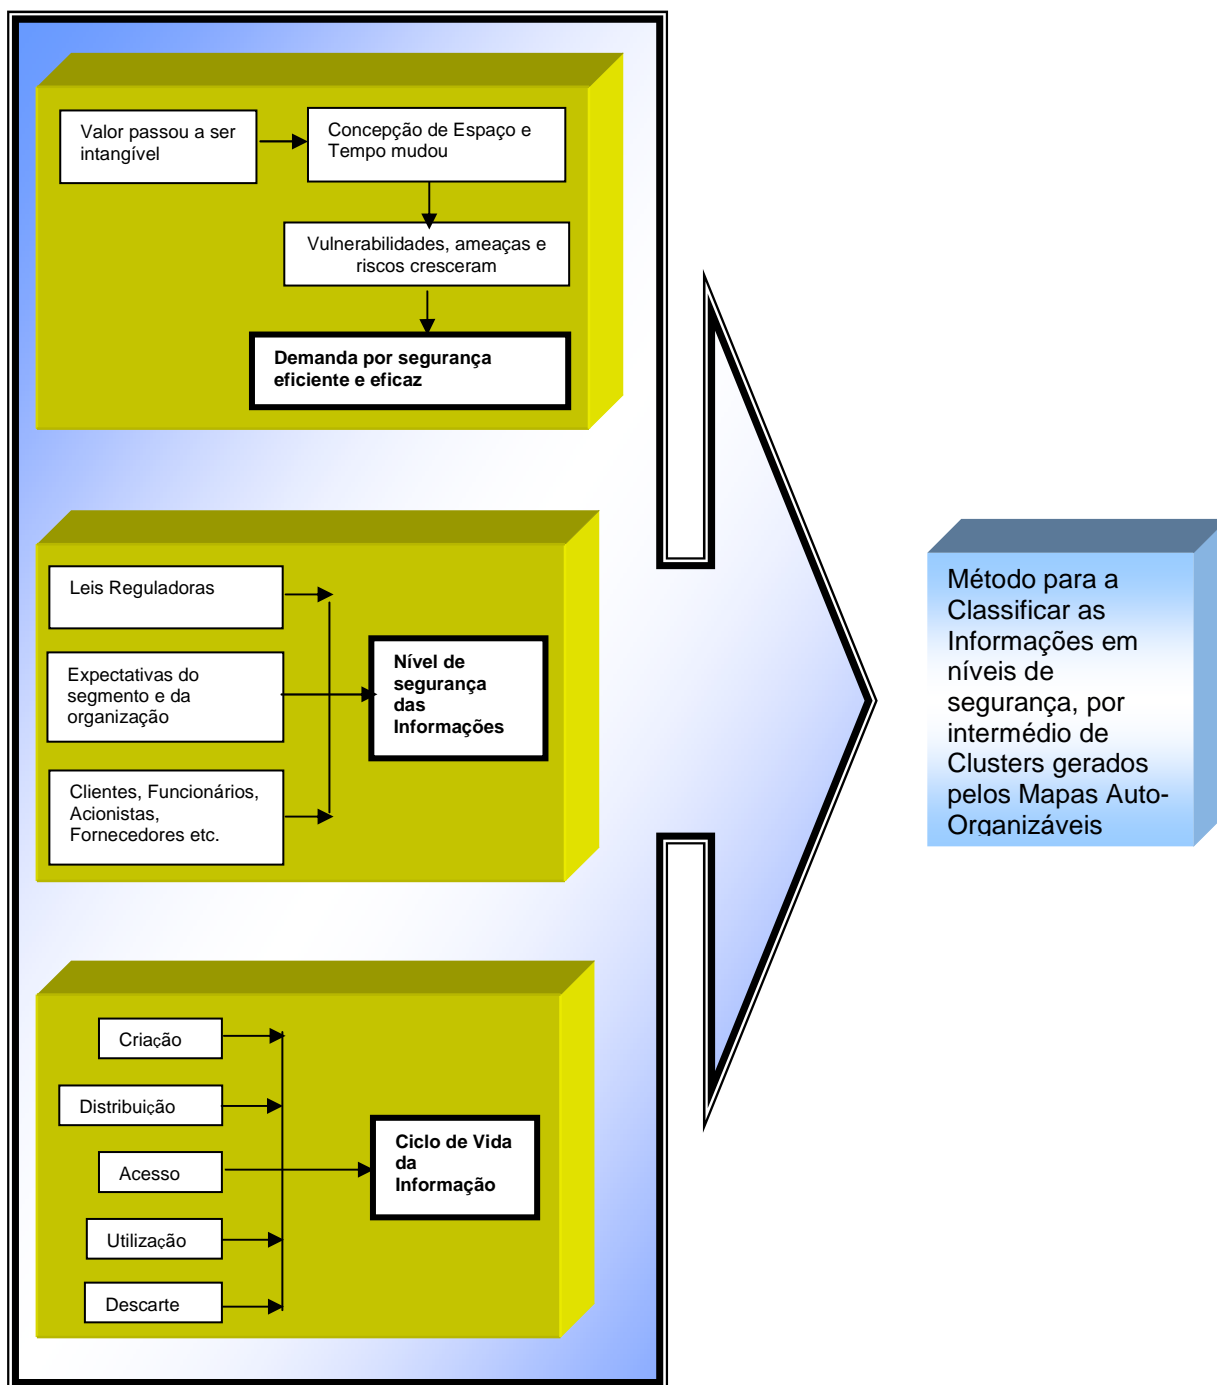 Valor passou a ser
intangível
Concepção de Espaço e
Tempo mudou
Vulnerabilidades, ameaças e
riscos cresceram
Demanda por segurança
eficiente e eficaz
Leis Reguladoras
Expectativas do
segmento e da
organização
Clientes, Funcionários,
Acionistas,
Fornecedores etc.
Nível de
segurança
das
Informações
Criação
Distribuição
Acesso
Utilização
Descarte
Ciclo de Vida
da
Informação
Método para a
Classificar as
Informações em
níveis de
segurança, por
intermédio de
Clusters gerados
pelos Mapas Auto-
Organizáveis